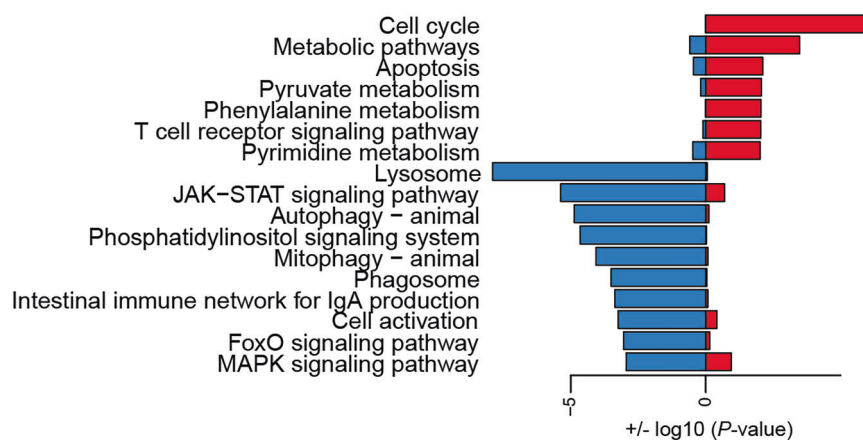 Cell cycle
Metabolic pathways
Apoptosis
Pyruvate metabolism
Phenylalanine metabolism
T cell receptor signaling pathway
Pyrimidine metabolism
Lysosome
JAK−STAT signaling pathway
Autophagy − animal
Phosphatidylinositol signaling system
Mitophagy − animal
Phagosome
Intestinal immune network for IgA production
Cell activation
FoxO signaling pathway
MAPK signaling pathway
−5
0
+/- log10 (P-value)